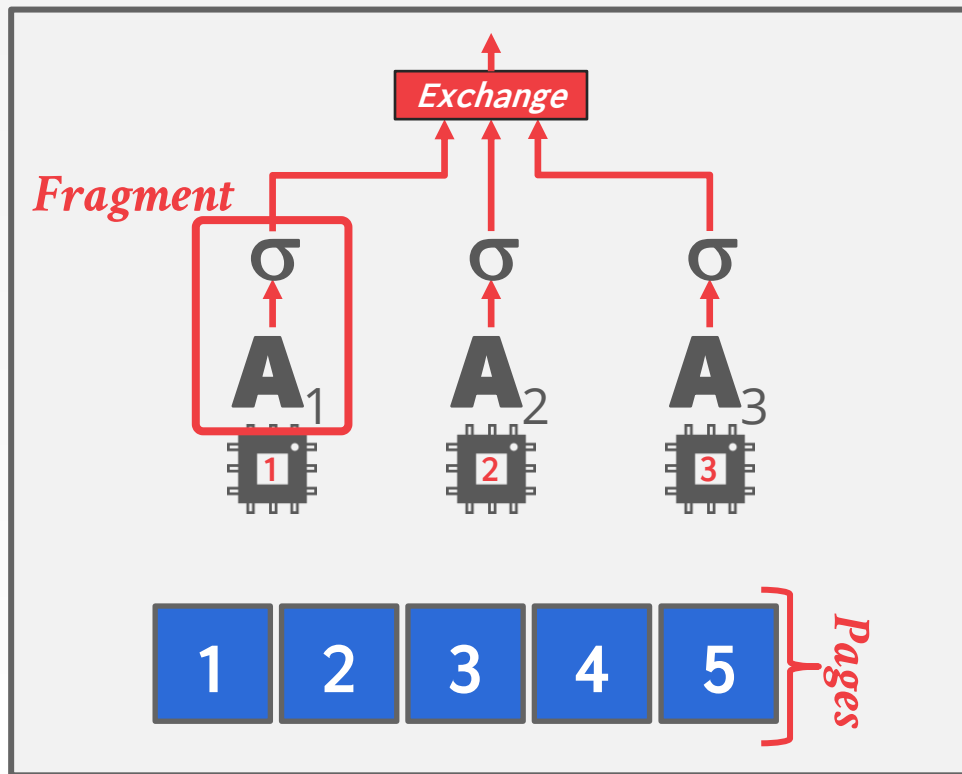 Exchange
Fragment
σ σ σ
A1 A2 A3
1 2 3
1 2 3 4 5
Pages